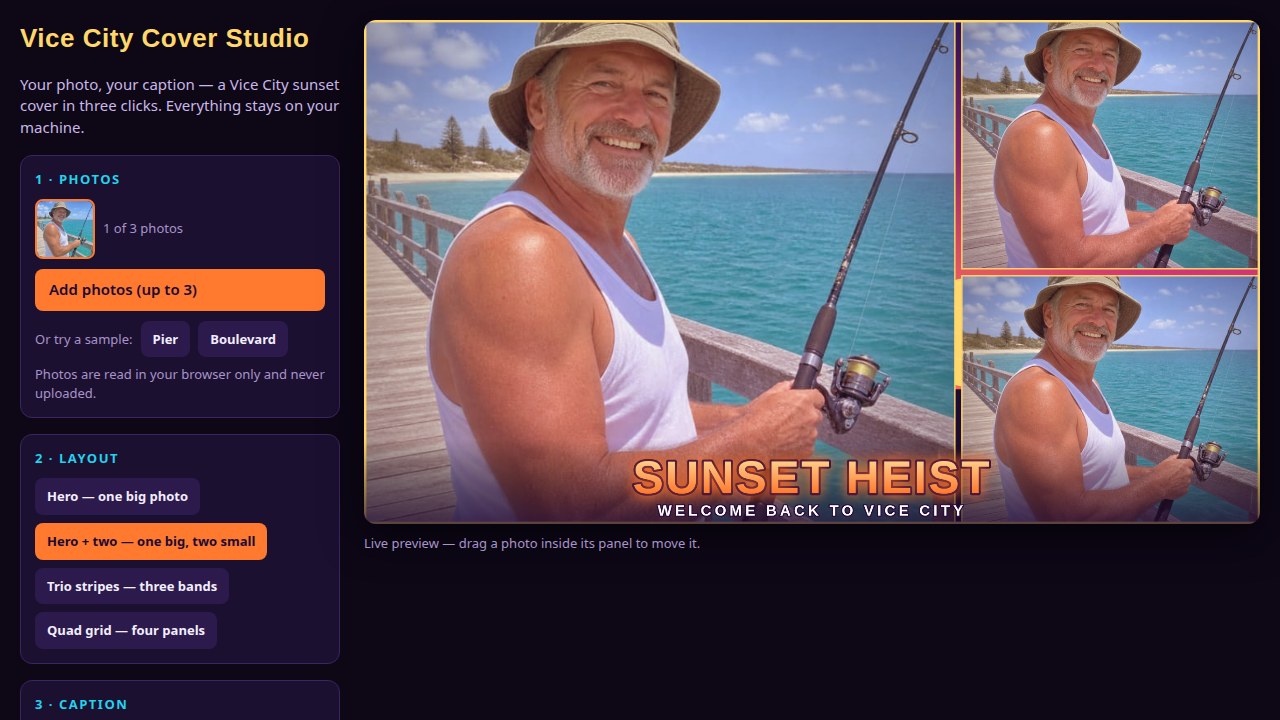 Vice City Cover Studio
Your photo, your caption — a Vice City sunset
cover in three clicks. Everything stays on your
machine.
1 · PHOTOS
1 of 3 photos
Add photos (up to 3)
Or try a sample:
Pier
Boulevard
Photos are read in your browser only and never
uploaded.
2 · LAYOUT
Hero — one big photo
Hero + two — one big, two small
Trio stripes — three bands
Quad grid — four panels
3 · CAPTION
SUNSET HEIST
WELCOME BACK TO VICE CITY
Live preview — drag a photo inside its panel to move it.